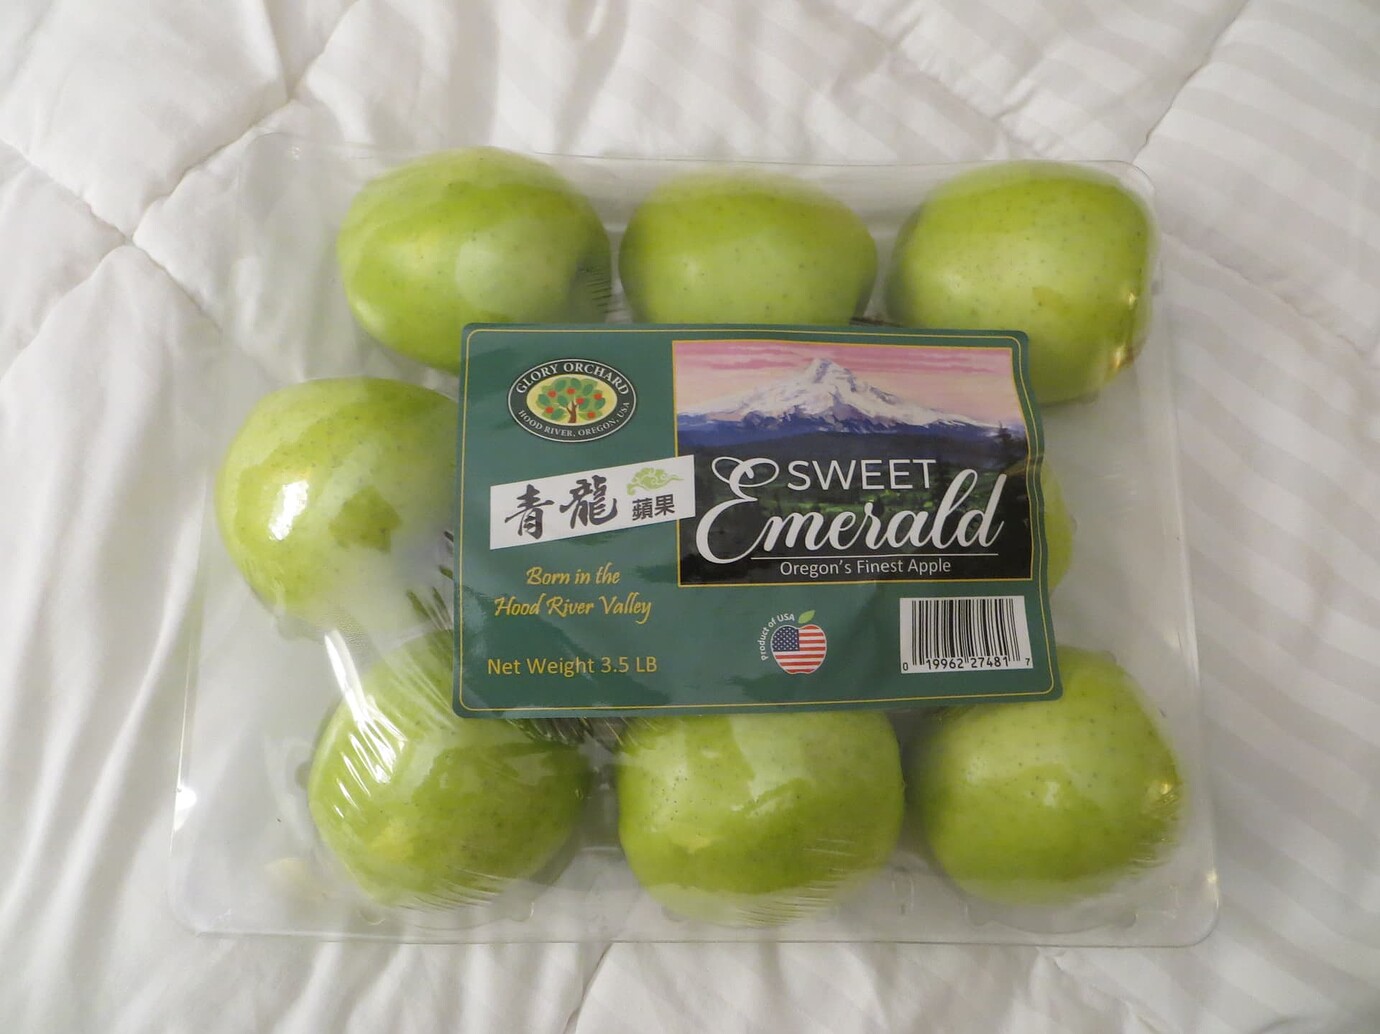 GLORY ORCHARD
HOOD RIVER, OREGON, USA
青龍
蘋果
Born in the
Hood River Valley
Net Weight 3.5 LB
SWEET
Emerald
Oregon's Finest Apple
Product of USA
0 19962 27481 7